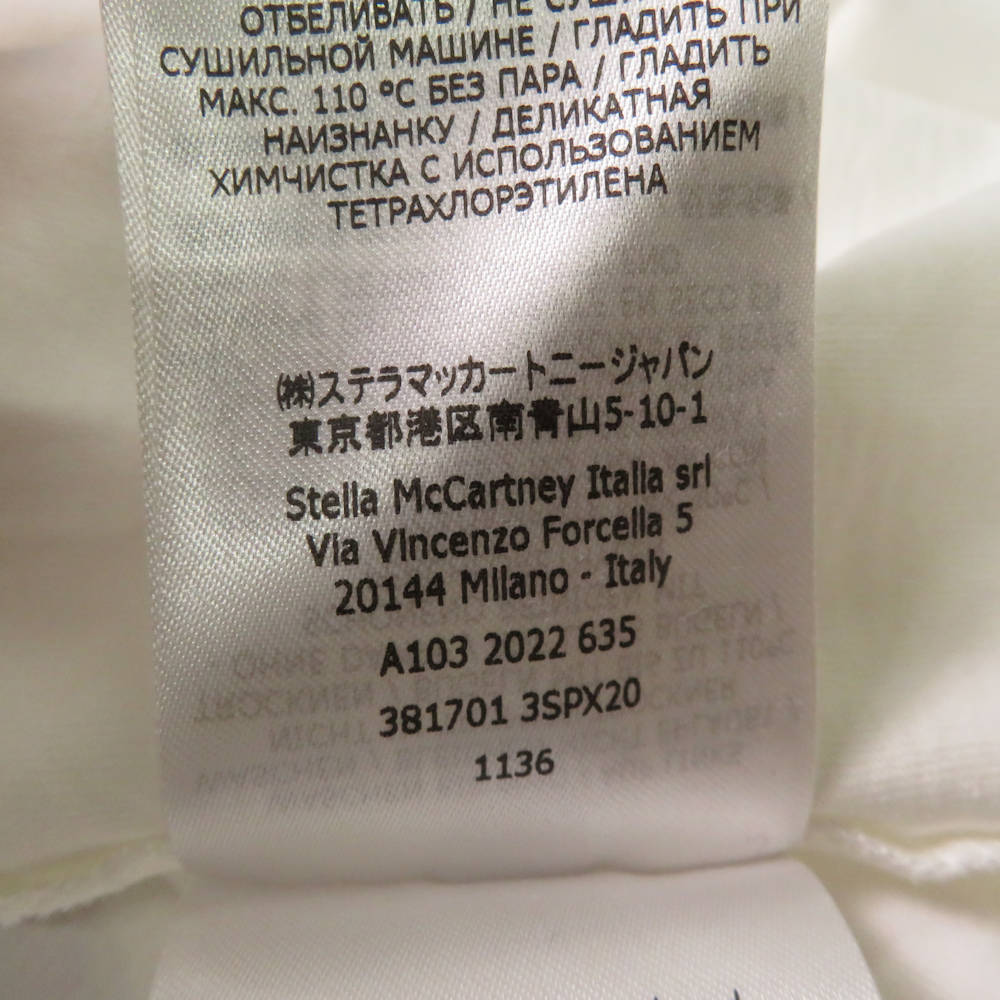 ОТБЕЛИВАТЬ / НЕ СУШ
СУШИЛЬНОЙ МАШИНЕ / ГЛАДИТЬ ПРИ
МАКС. 110 °C БЕЗ ПАРА / ГЛАДИТЬ
НАИЗНАНКУ / ДЕЛИКАТНАЯ
ХИМЧИСТКА С ИСПОЛЬЗОВАНИЕМ
ТЕТРАХЛОРЭТИЛЕНА
㈱ステラマッカートニージャパン
東京都港区南青山5-10-1
Stella McCartney Italia srl
Via Vincenzo Forcella 5
20144 Milano - Italy
A103 2022 635
381701 3SPX20
1136